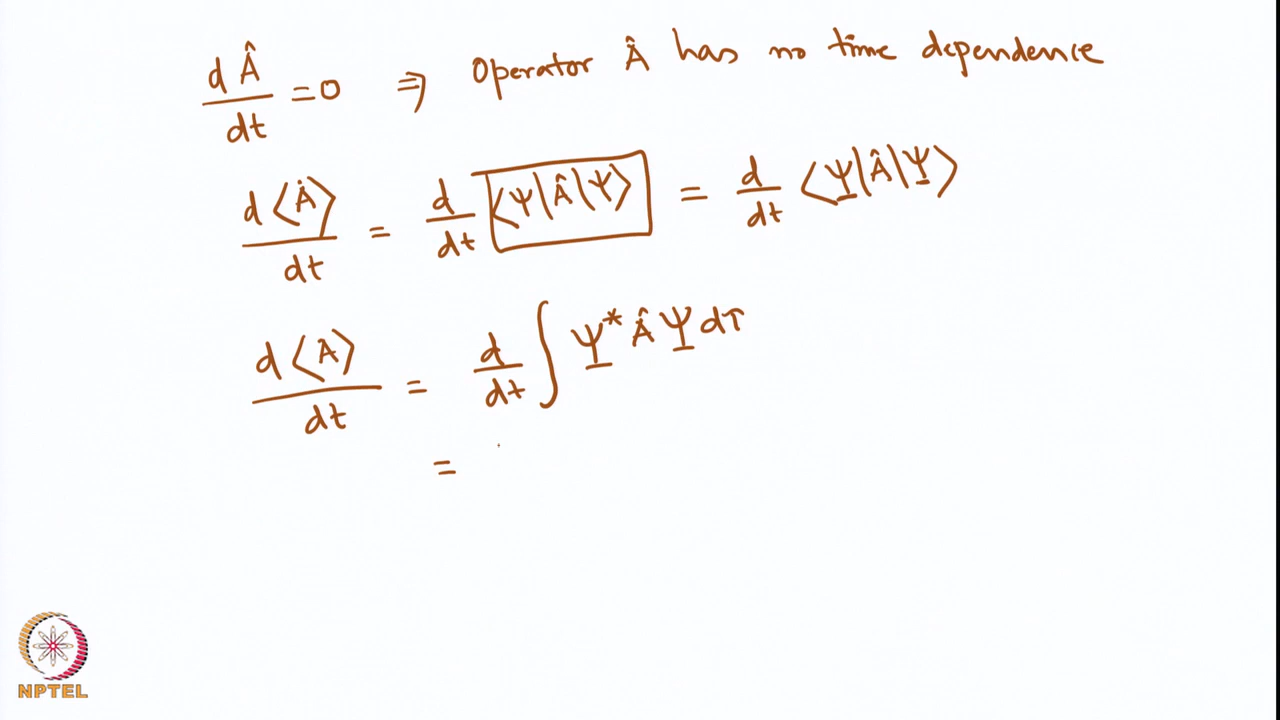 dÂ/dt = 0 ⇒ Operator Â has no time dependence
d⟨Â⟩/dt = d/dt ⟨Ψ|Â|Ψ⟩ = d/dt ⟨Ψ|Â|Ψ⟩
d⟨A⟩/dt = d/dt ∫ Ψ* Â Ψ dτ
=
NPTEL